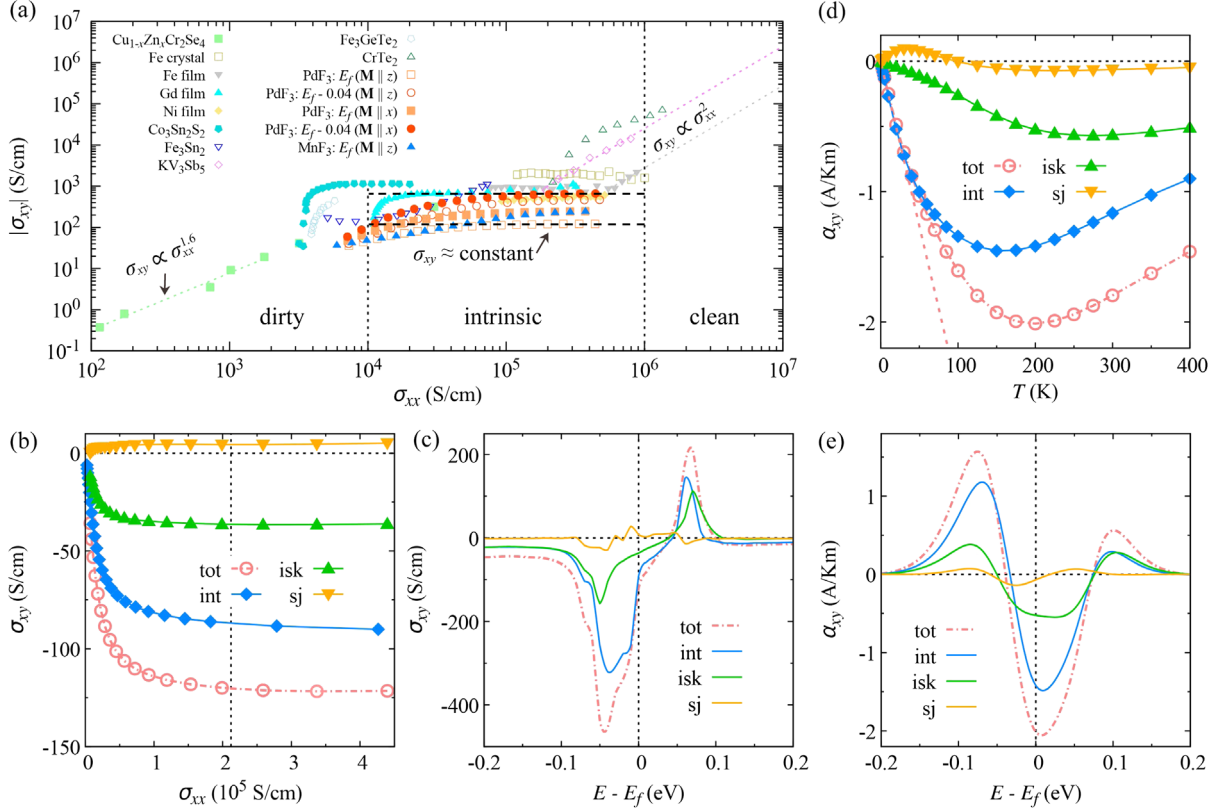 (a)
10^7
10^6
10^5
10^4
10^3
10^2
10^1
10^0
10^-1
|σxy| (S/cm)
Cu1-xZnxCr2Se4
Fe crystal
Fe film
Gd film
Ni film
Co3Sn2S2
Fe3Sn2
KV3Sb5
Fe3GeTe2
CrTe2
PdF3: Ef (M || z)
PdF3: Ef - 0.04 (M || z)
PdF3: Ef (M || x)
PdF3: Ef - 0.04 (M || x)
MnF3: Ef (M || z)
σxy ∝ σxx^1.6
σxy ≈ constant
σxy ∝ σxx^2
dirty
intrinsic
clean
10^2 10^3 10^4 10^5 10^6 10^7
σxx (S/cm)
(d)
0
-1
-2
αxy (A/Km)
tot isk
int sj
0 100 200 300 400
T (K)
(b)
0
-50
-100
-150
σxy (S/cm)
tot isk
int sj
0 1 2 3 4
σxx (10^5 S/cm)
(c)
200
0
-200
-400
σxy (S/cm)
tot
int
isk
sj
-0.2 -0.1 0 0.1 0.2
E - Ef (eV)
(e)
1
0
-1
-2
αxy (A/Km)
tot
int
isk
sj
-0.2 -0.1 0 0.1 0.2
E - Ef (eV)